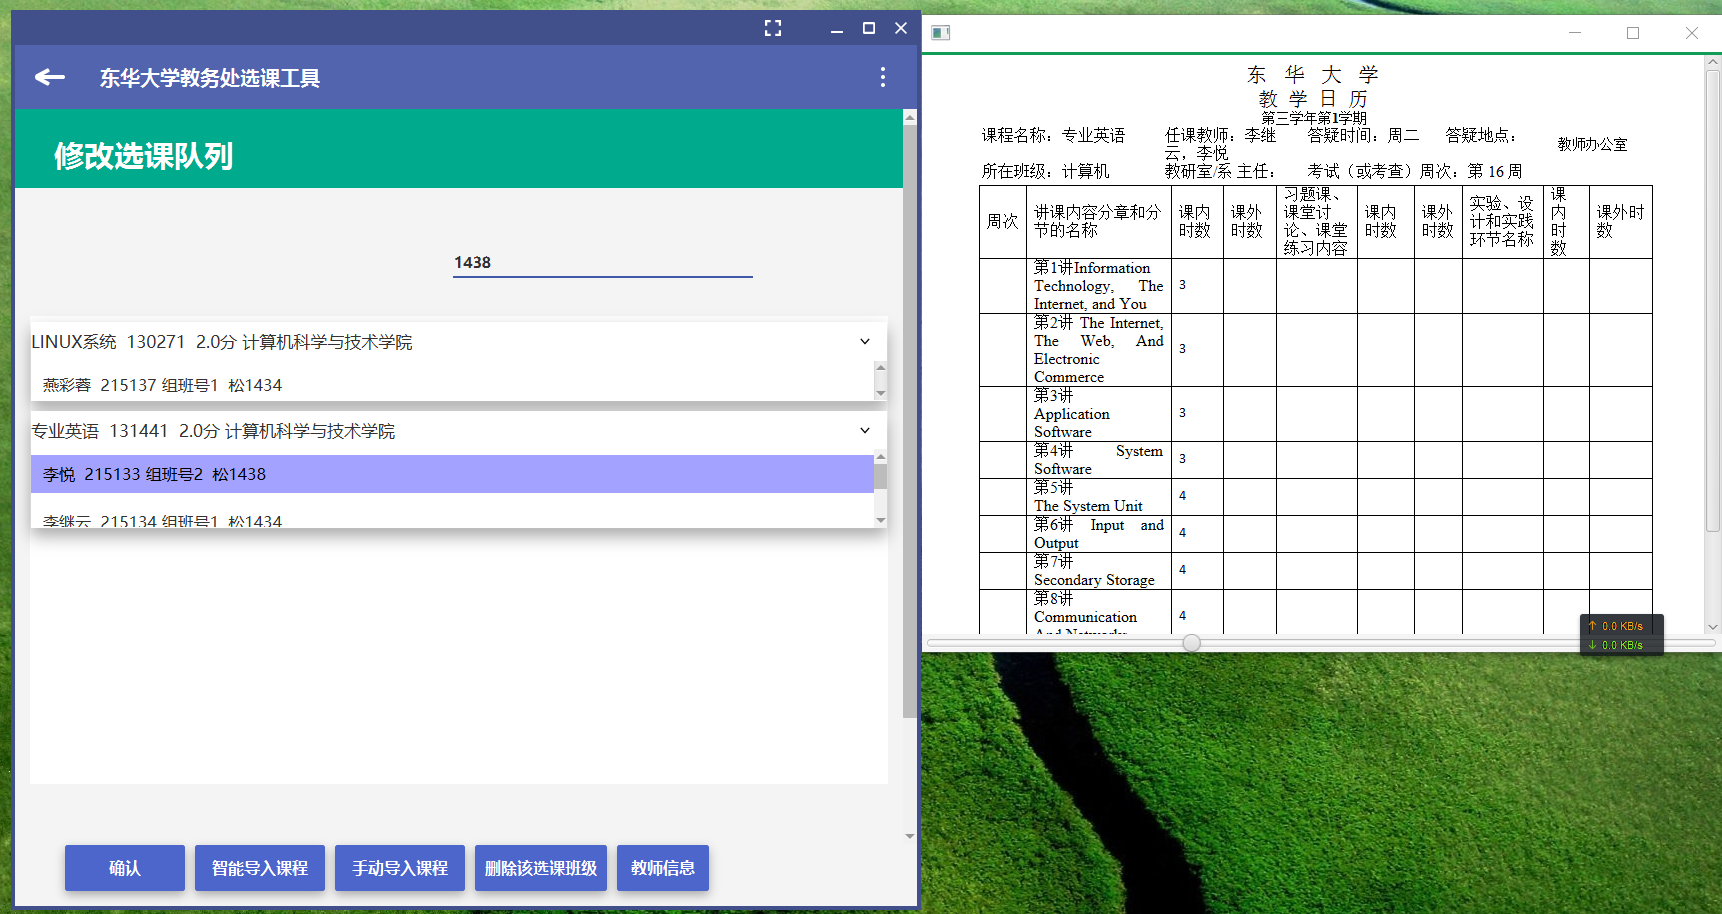 东华大学教务处选课工具
修改选课队列
1438
LINUX系统 130271 2.0分 计算机科学与技术学院
燕彩蓉 215137 组班号1 松1434
专业英语 131441 2.0分 计算机科学与技术学院
李悦 215133 组班号2 松1438
李继云 215134 组班号1 松1434
确认
智能导入课程
手动导入课程
删除该选课班级
教师信息
东 华 大 学
教 学 日 历
第三学年第1学期
课程名称：专业英语 任课教师：李继云，李悦 答疑时间：周二 答疑地点： 教师办公室
所在班级：计算机 教研室/系 主任： 考试（或考查）周次：第 16 周
周次 讲课内容分章和分节的名称 课内时数 课外时数 习题课、课堂讨论、课堂练习内容 课内时数 课外时数 实验、设计和实践环节名称 课内时数 课外时数
第1讲Information
Technology, The
Internet, and You
3
第2讲 The Internet,
The Web, And
Electronic
Commerce
3
第3讲
Application
Software
3
第4讲 System
Software
3
第5讲
The System Unit
4
第6讲 Input and
Output
4
第7讲
Secondary Storage
4
第8讲
Communication
And Networks
4
↑ 0.0 KB/s
↓ 0.0 KB/s